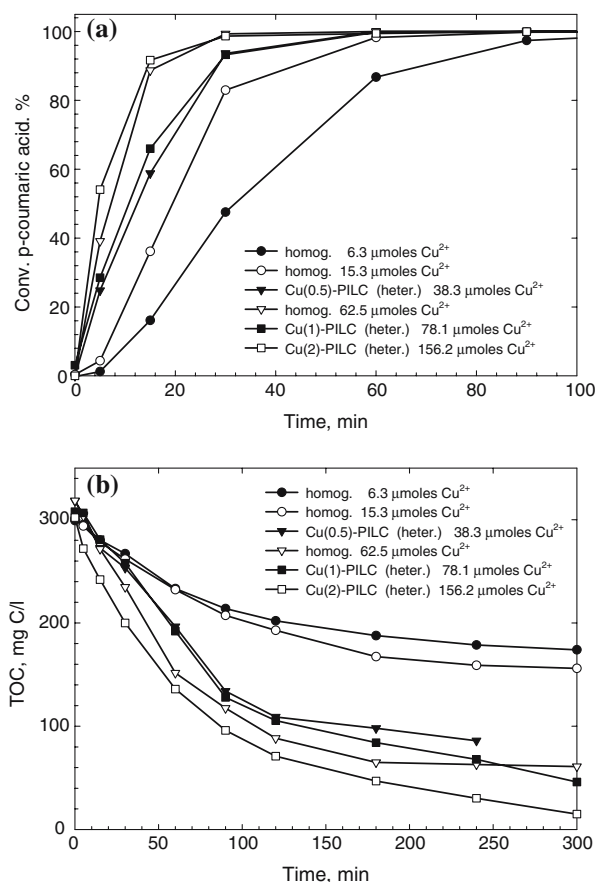 (a)
Conv. p-coumaric acid. %
100
80
60
40
20
0
homog. 6.3 μmoles Cu²⁺
homog. 15.3 μmoles Cu²⁺
Cu(0.5)-PILC (heter.) 38.3 μmoles Cu²⁺
homog. 62.5 μmoles Cu²⁺
Cu(1)-PILC (heter.) 78.1 μmoles Cu²⁺
Cu(2)-PILC (heter.) 156.2 μmoles Cu²⁺
0 20 40 60 80 100
Time, min
(b)
TOC, mg C/l
300
200
100
0
homog. 6.3 μmoles Cu²⁺
homog. 15.3 μmoles Cu²⁺
Cu(0.5)-PILC (heter.) 38.3 μmoles Cu²⁺
homog. 62.5 μmoles Cu²⁺
Cu(1)-PILC (heter.) 78.1 μmoles Cu²⁺
Cu(2)-PILC (heter.) 156.2 μmoles Cu²⁺
0 50 100 150 200 250 300
Time, min